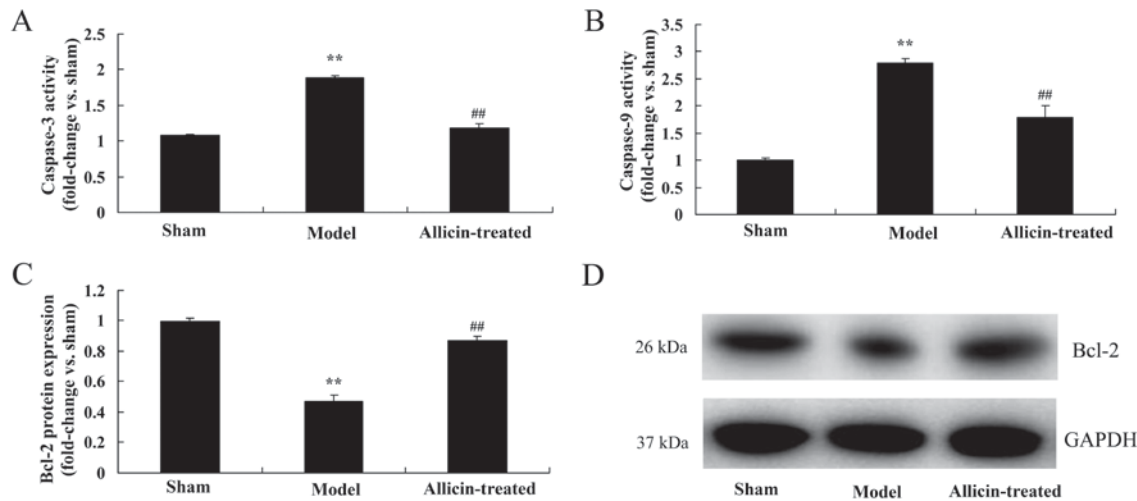 A
Caspase-3 activity
(fold-change vs. sham)
2.5
2
1.5
1
0.5
0
**
##
Sham Model Allicin-treated
B
Caspase-9 activity
(fold-change vs. sham)
3.5
3
2.5
2
1.5
1
0.5
0
**
##
Sham Model Allicin-treated
C
Bcl-2 protein expression
(fold-change vs. sham)
1.2
1
0.8
0.6
0.4
0.2
0
**
##
Sham Model Allicin-treated
D
26 kDa Bcl-2
37 kDa GAPDH
Sham Model Allicin-treated